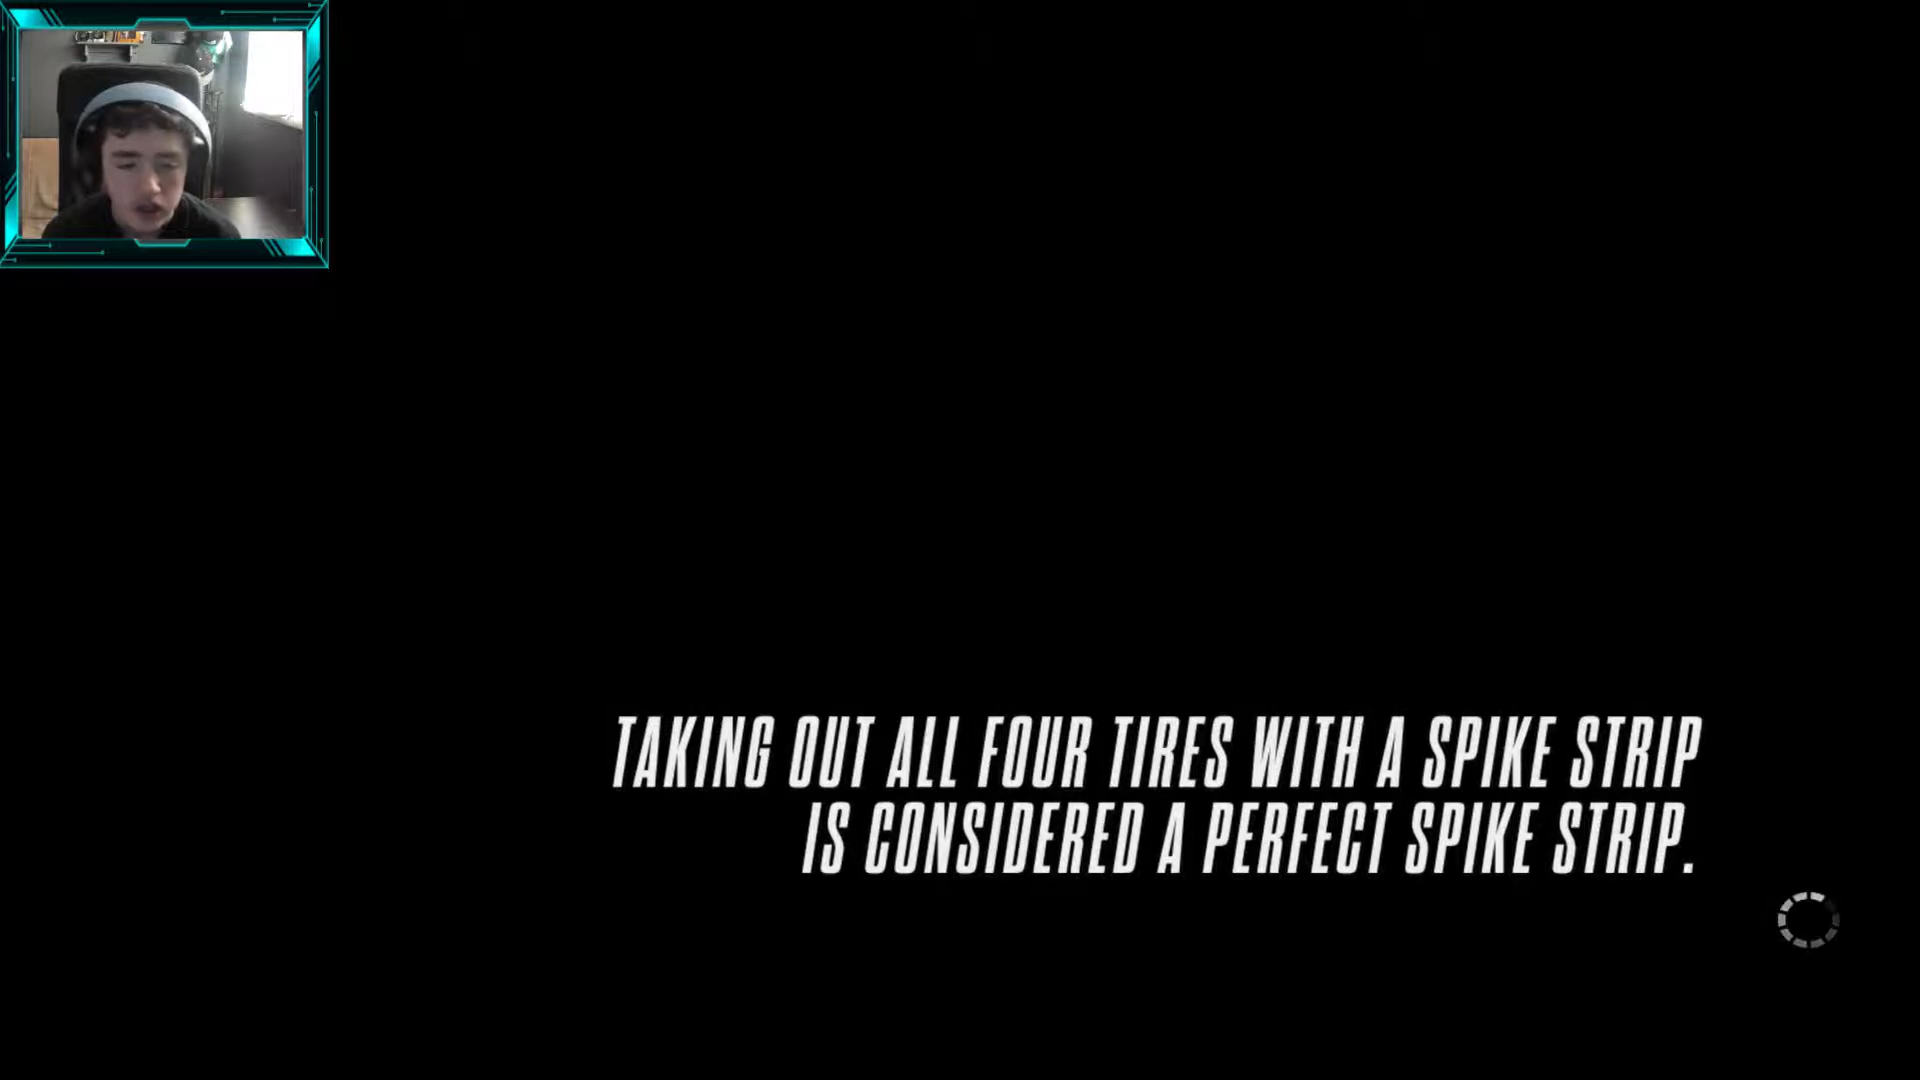 TAKING OUT ALL FOUR TIRES WITH A SPIKE STRIP
IS CONSIDERED A PERFECT SPIKE STRIP.